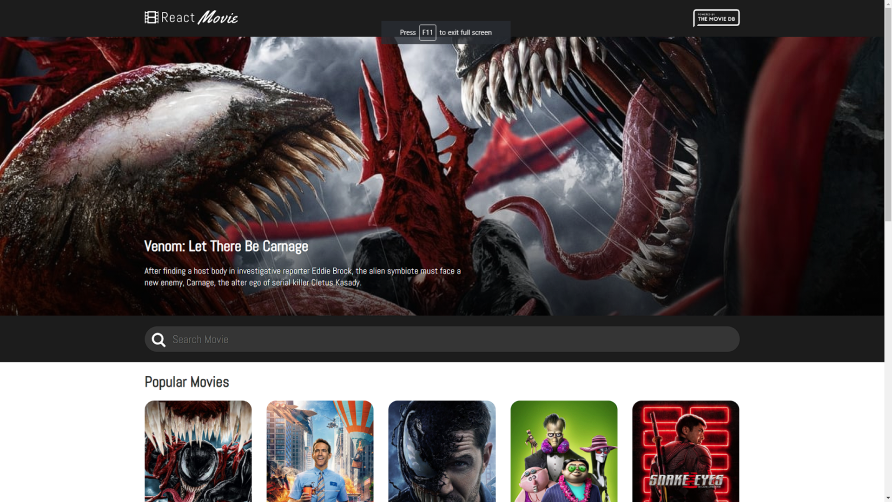 React Movie
POWERED BY
THE MOVIE DB
Press F11 to exit full screen
Venom: Let There Be Carnage
After finding a host body in investigative reporter Eddie Brock, the alien symbiote must face a
new enemy, Carnage, the alter ego of serial killer Cletus Kasady.
Search Movie
Popular Movies
SNAKE EYES